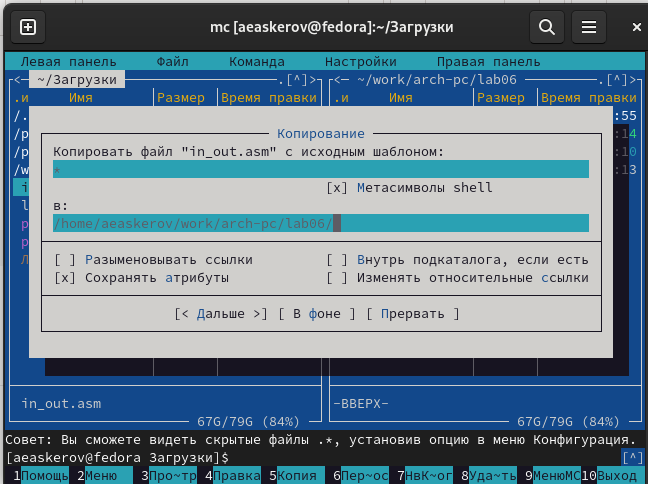 mc [aeaskerov@fedora]:~/Загрузки
Левая панель Файл Команда Настройки Правая панель
<— ~/Загрузки .[^]> <— ~/work/arch-pc/lab06 .[^]>
.и Имя Размер Время правки .и Имя Размер Время правки
/. :55
Копирование
/p :14
Копировать файл "in_out.asm" с исходным шаблоном:
/p * :10
/w :13
i [x] Метасимволы shell
l в:
p /home/aeaskerov/work/arch-pc/lab06/
p
Л [ ] Разыменовывать ссылки [ ] Внутрь подкаталога, если есть
[x] Сохранять атрибуты [ ] Изменять относительные ссылки
[< Дальше >] [ В фоне ] [ Прервать ]
in_out.asm -ВВЕРХ-
67G/79G (84%) 67G/79G (84%)
Совет: Вы сможете видеть скрытые файлы .*, установив опцию в меню Конфигурация.
[aeaskerov@fedora Загрузки]$ [^]
1Помощь 2Меню 3Про~тр 4Правка 5Копия 6Пер~ос 7НвК~ог 8Уда~ть 9МенюMC 10Выход